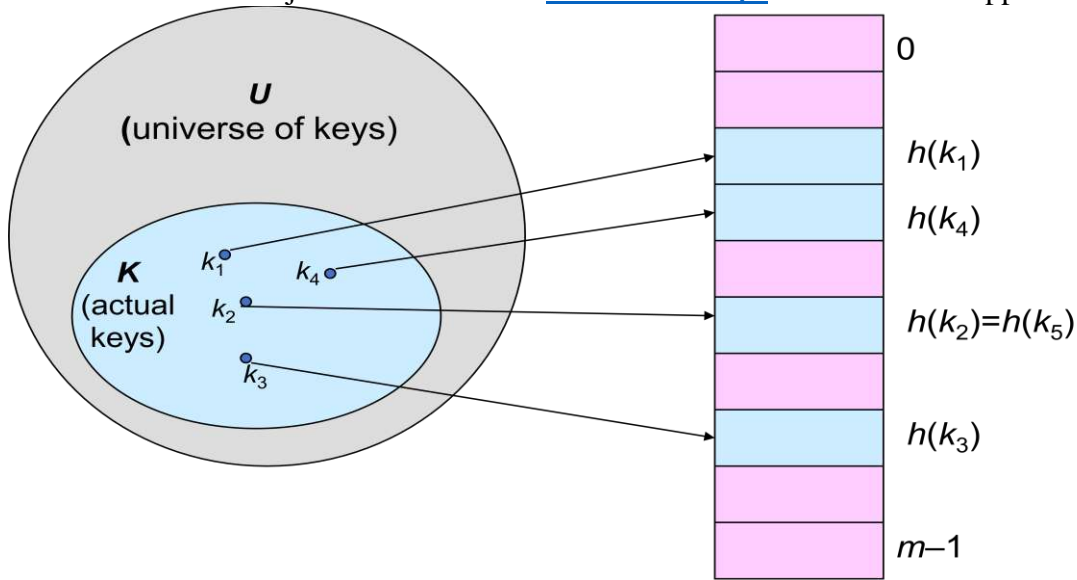 U
(universe of keys)
K
(actual
keys)
k₁
k₄
k₂
k₃
0
h(k₁)
h(k₄)
h(k₂)=h(k₅)
h(k₃)
m–1